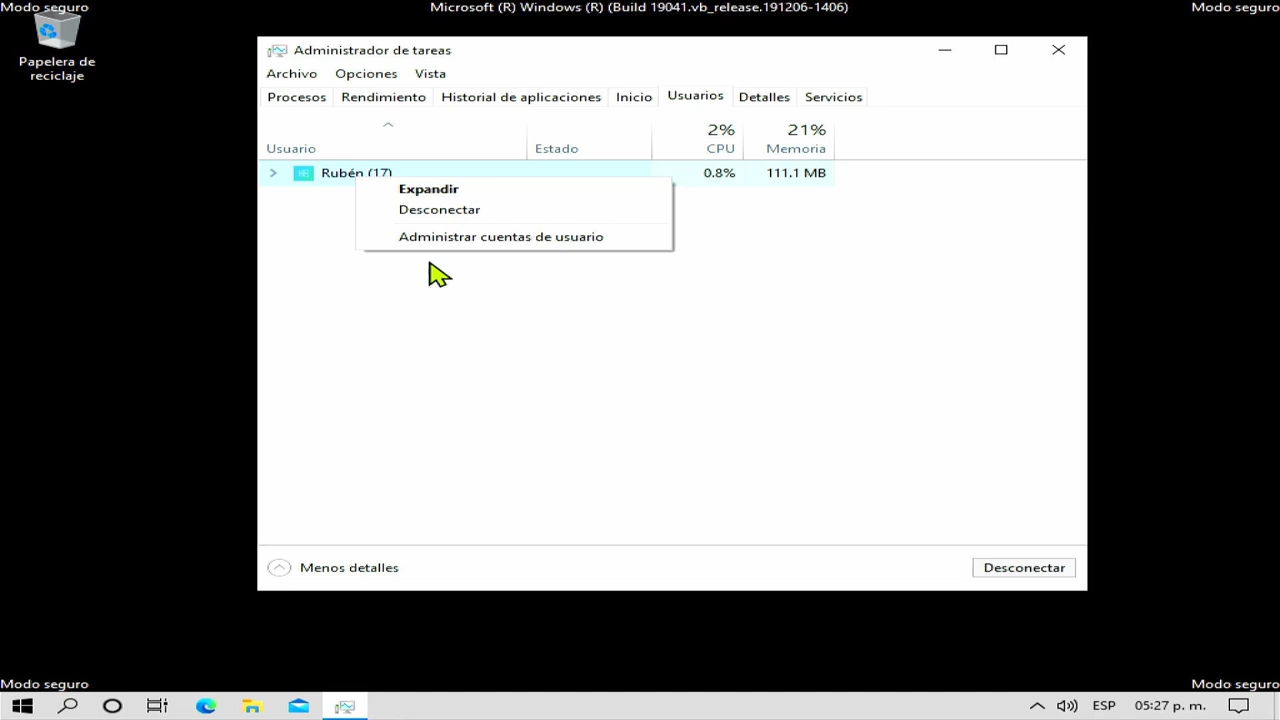 Modo seguro
Microsoft (R) Windows (R) (Build 19041.vb_release.191206-1406)
Modo seguro
Papelera de
reciclaje
Administrador de tareas
Archivo Opciones Vista
Procesos Rendimiento Historial de aplicaciones Inicio Usuarios Detalles Servicios
2% 21%
Usuario Estado CPU Memoria
Rubén (17) 0.8% 111.1 MB
Expandir
Desconectar
Administrar cuentas de usuario
Menos detalles Desconectar
Modo seguro Modo seguro
ESP 05:27 p. m.